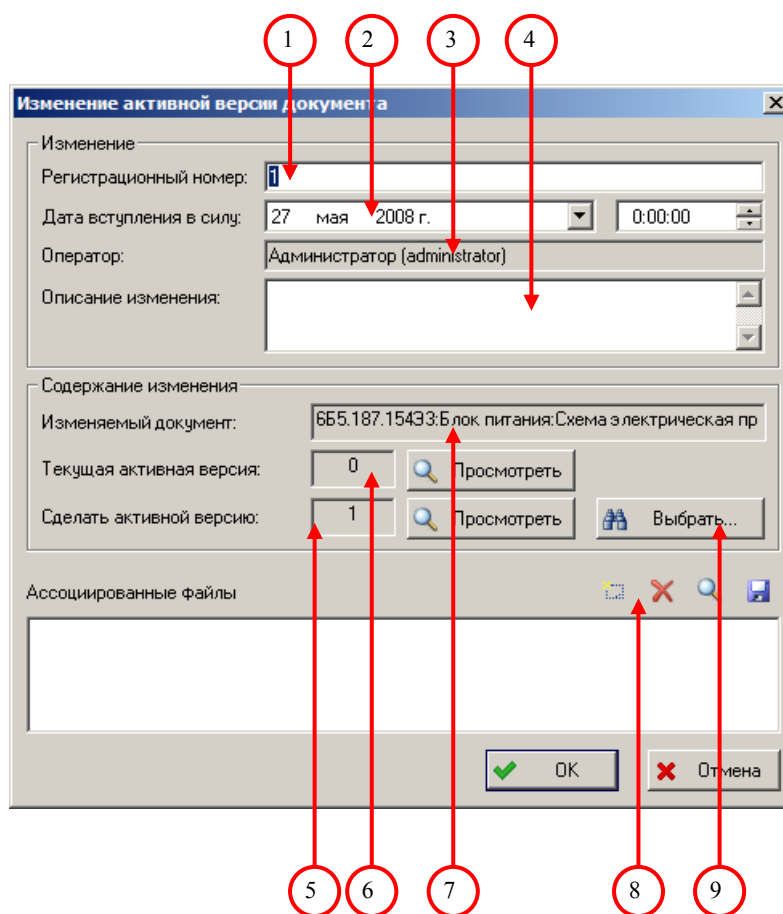 1 2 3 4
Изменение активной версии документа
Изменение
Регистрационный номер: 1
Дата вступления в силу: 27 мая 2008 г. 0:00:00
Оператор: Администратор (administrator)
Описание изменения:
Содержание изменения
Изменяемый документ: 6Б5.187.154Э3:Блок питания:Схема электрическая пр
Текущая активная версия: 0 Просмотреть
Сделать активной версию: 1 Просмотреть Выбрать...
Ассоциированные файлы
OK Отмена
5 6 7 8 9